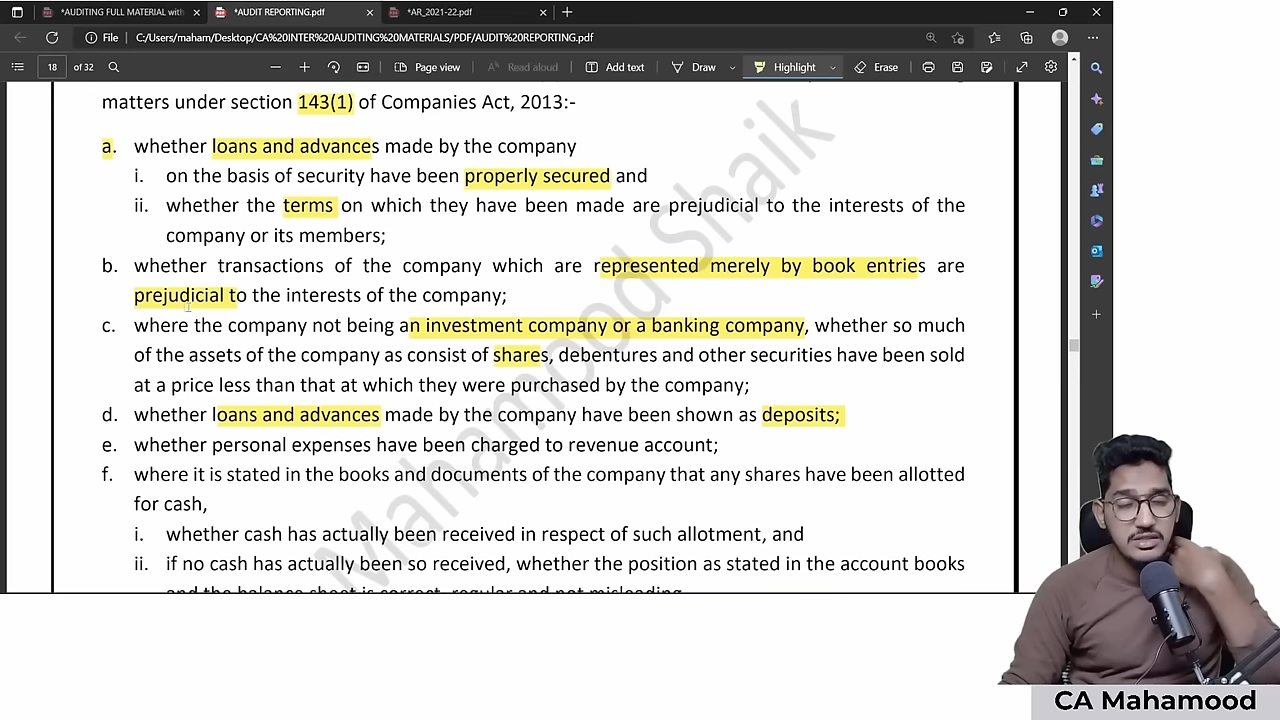 *AUDITING FULL MATERIAL with
*AUDIT REPORTING.pdf
*AR_2021-22.pdf
File
C:/Users/maham/Desktop/CA%20INTER%20AUDITING%20MATERIALS/PDF/AUDIT%20REPORTING.pdf
18 of 32
Page view
Read aloud
Add text
Draw
Highlight
Erase
matters under section 143(1) of Companies Act, 2013:-
a. whether loans and advances made by the company
i. on the basis of security have been properly secured and
ii. whether the terms on which they have been made are prejudicial to the interests of the
company or its members;
b. whether transactions of the company which are represented merely by book entries are
prejudicial to the interests of the company;
c. where the company not being an investment company or a banking company, whether so much
of the assets of the company as consist of shares, debentures and other securities have been sold
at a price less than that at which they were purchased by the company;
d. whether loans and advances made by the company have been shown as deposits;
e. whether personal expenses have been charged to revenue account;
f. where it is stated in the books and documents of the company that any shares have been allotted
for cash,
i. whether cash has actually been received in respect of such allotment, and
ii. if no cash has actually been so received, whether the position as stated in the account books
and the balance sheet is correct, regular and not misleading
Mahamood Shaik
CA Mahamood